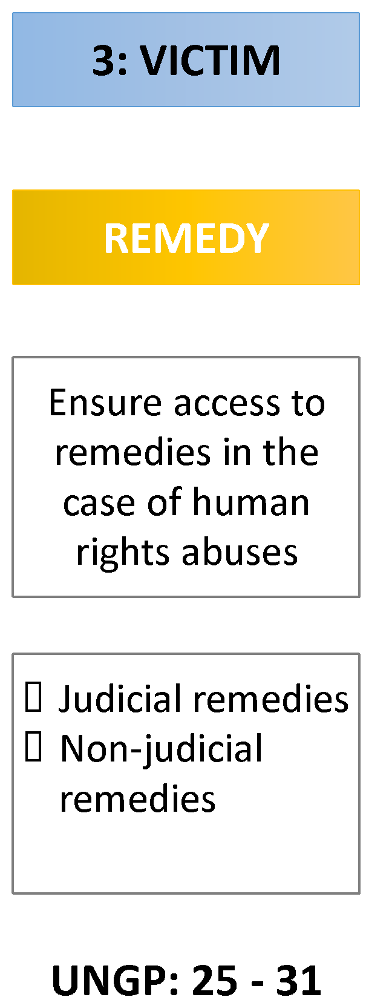 3: VICTIM
REMEDY
Ensure access to
remedies in the
case of human
rights abuses
Judicial remedies
Non-judicial
remedies
UNGP: 25 - 31